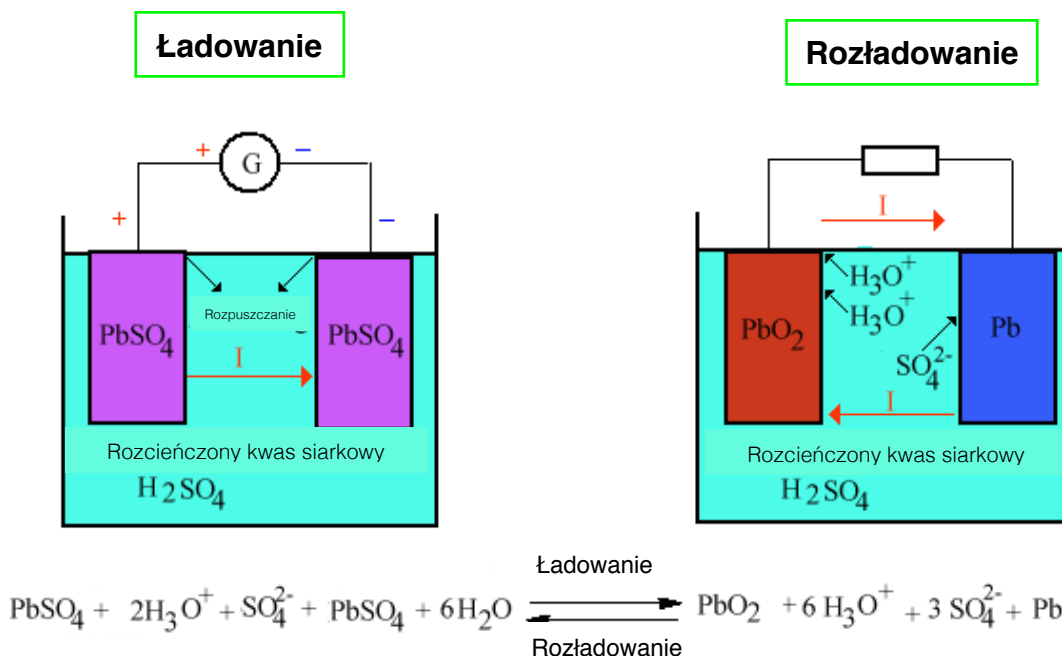 Ładowanie
Rozładowanie
+ G −
+ −
I
H₃O⁺
H₃O⁺
Rozpuszczanie
PbSO₄ PbSO₄
PbO₂ Pb
SO₄²⁻
I
I
Rozcieńczony kwas siarkowy
H₂SO₄
Rozcieńczony kwas siarkowy
H₂SO₄
Ładowanie
PbSO₄ + 2H₃O⁺ + SO₄²⁻ + PbSO₄ + 6H₂O PbO₂ + 6 H₃O⁺ + 3 SO₄²⁻ + Pb
Rozładowanie